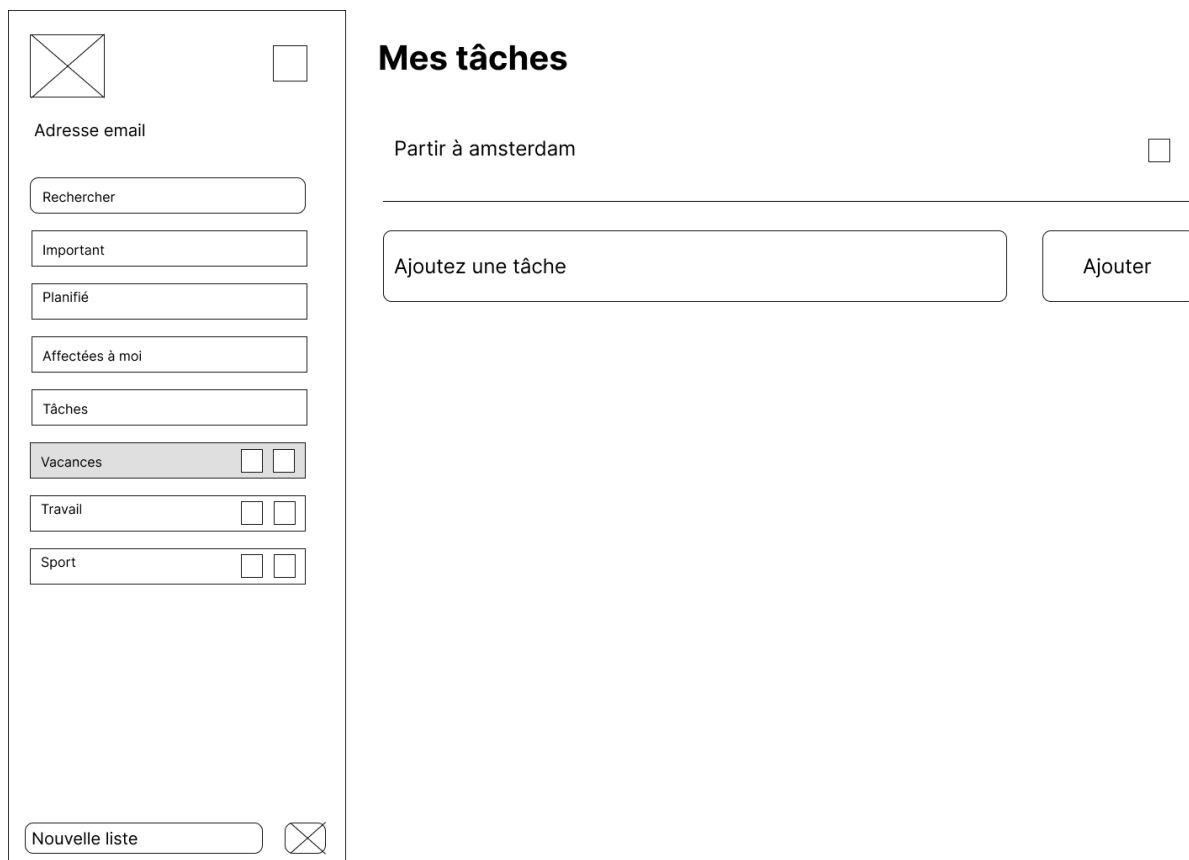 Adresse email
Rechercher
Important
Planifié
Affectées à moi
Tâches
Vacances
Travail
Sport
Nouvelle liste
Mes tâches
Partir à amsterdam
Ajoutez une tâche
Ajouter